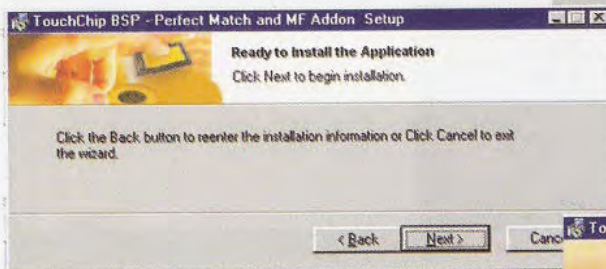 TouchChip BSP - Perfect Match and MF Addon Setup
Ready to Install the Application
Click Next to begin installation.
Click the Back button to reenter the installation information or Click Cancel to exit
the wizard.
< Back Next > Canc
To